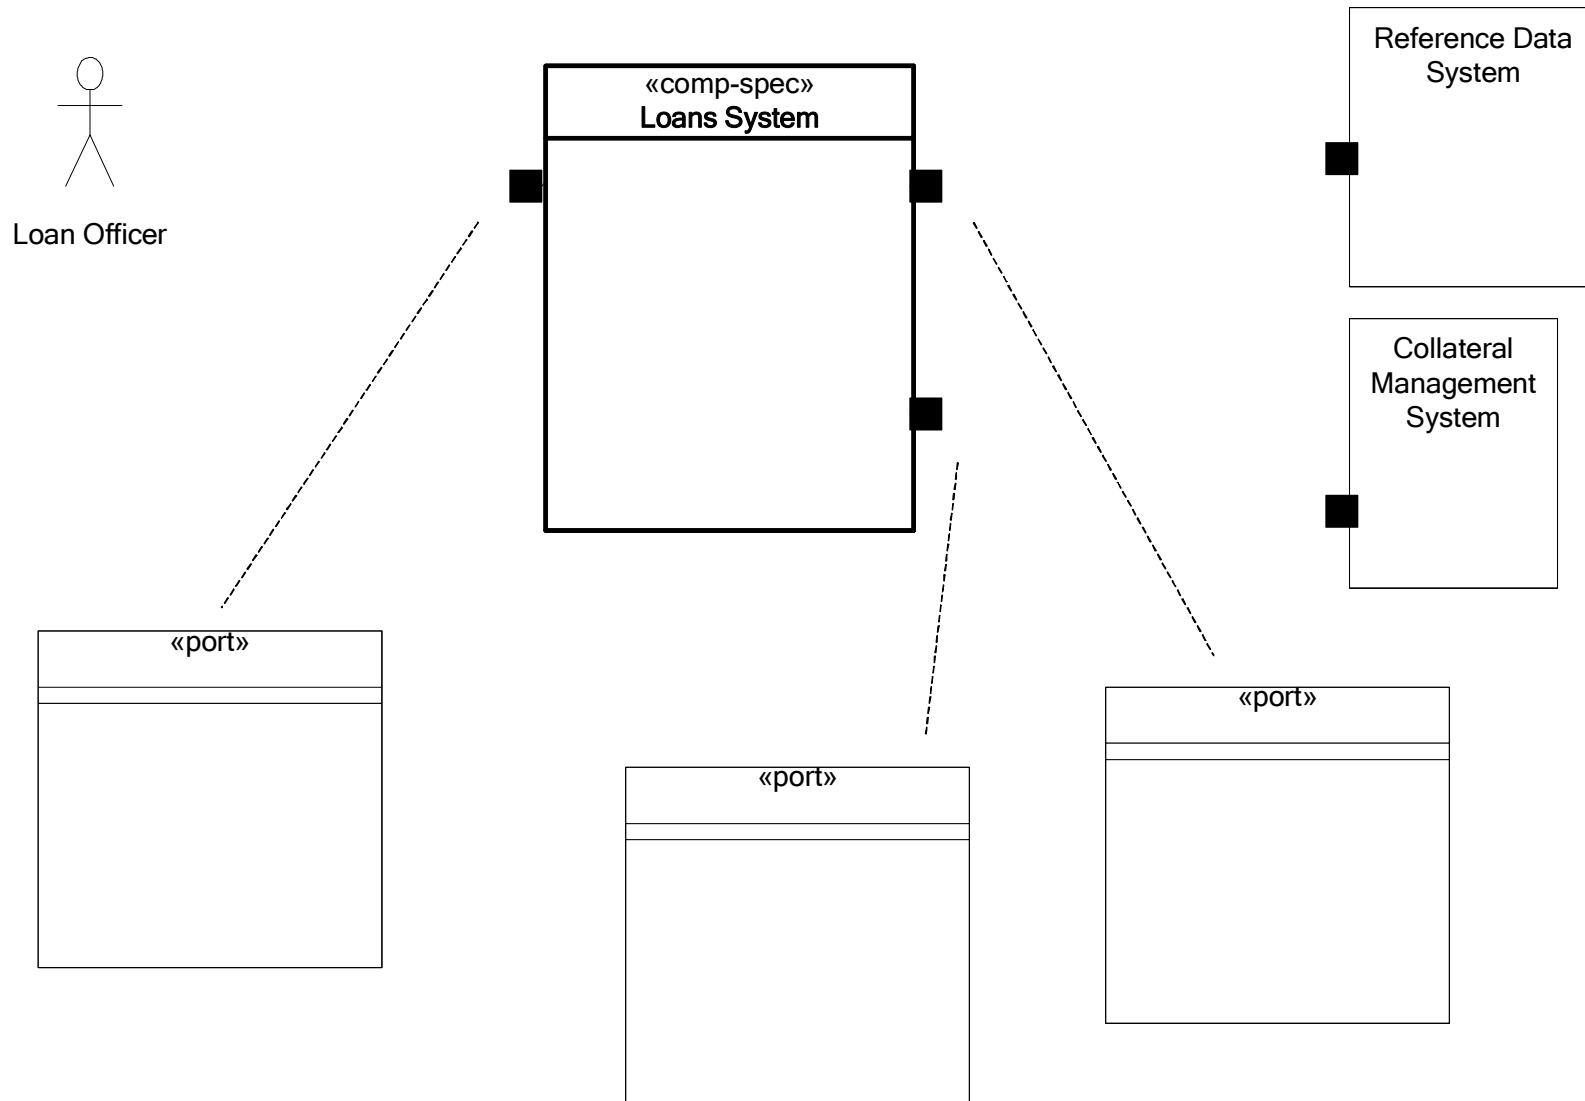 Reference Data
System
«comp-spec»
Loans System
Loan Officer
Collateral
Management
System
«port»
«port»
«port»